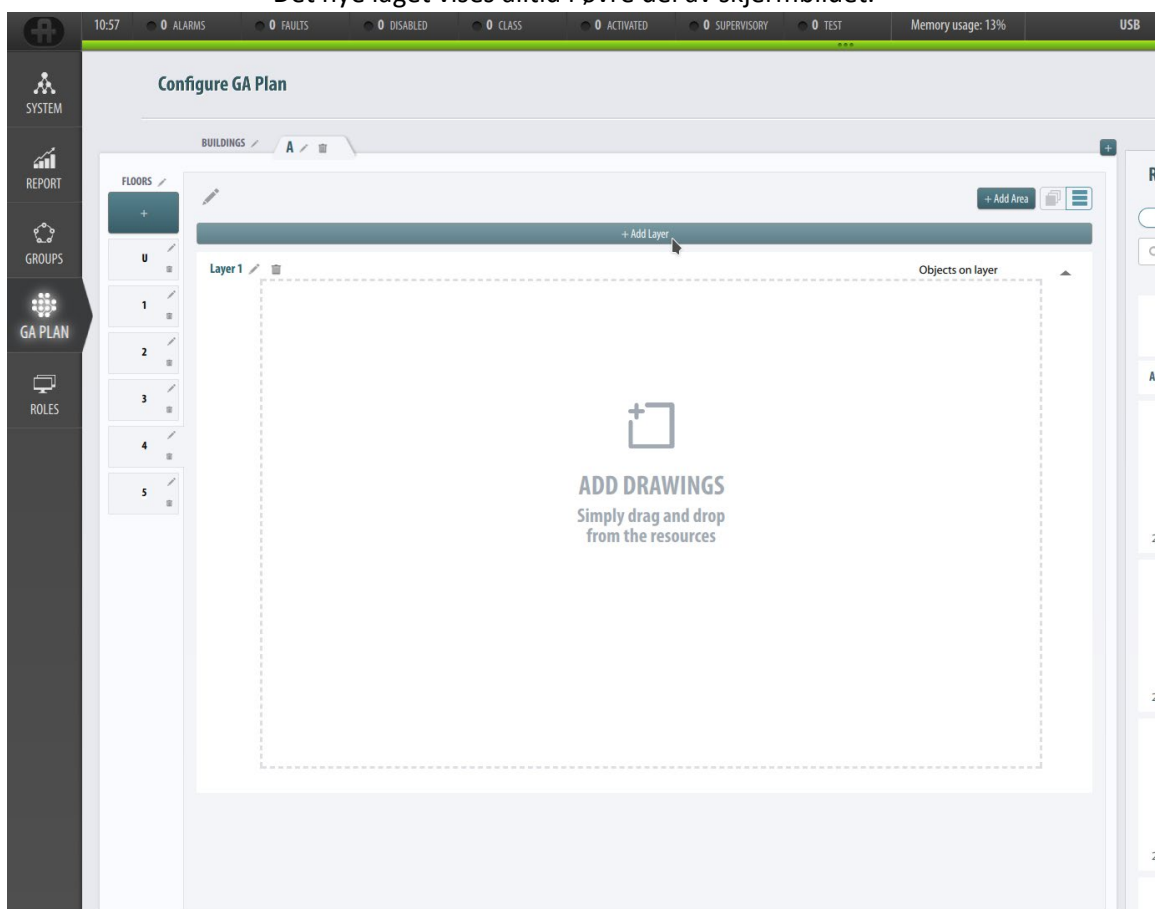 Det nye laget vises alltid i øvre del av skjermbildet.
10:57 0 ALARMS 0 FAULTS 0 DISABLED 0 CLASS 0 ACTIVATED 0 SUPERVISORY 0 TEST Memory usage: 13% USB
SYSTEM
REPORT
GROUPS
GA PLAN
ROLES
Configure GA Plan
BUILDINGS A
FLOORS
+
U
1
2
3
4
5
+ Add Area
+ Add Layer
Layer 1 Objects on layer
ADD DRAWINGS
Simply drag and drop
from the resources